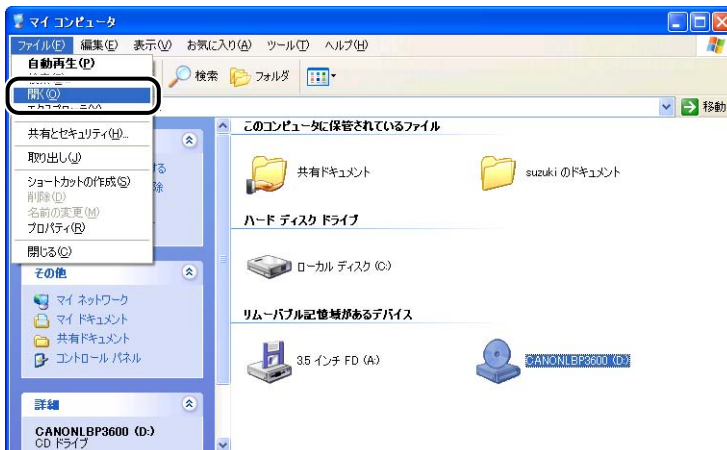 マイ コンピュータ
ファイル(F) 編集(E) 表示(V) お気に入り(A) ツール(T) ヘルプ(H)
自動再生(P)
検索 フォルダ
開く(O)
エクスプローラ(X)
移動
共有とセキュリティ(H)...
取り出し(J)
ショートカットの作成(S)
削除(D)
名前の変更(M)
プロパティ(R)
閉じる(C)
する
除
その他
マイ ネットワーク
マイ ドキュメント
共有ドキュメント
コントロール パネル
詳細
CANONLBP3600 (D:)
CD ドライブ
このコンピュータに保管されているファイル
共有ドキュメント
suzuki のドキュメント
ハード ディスク ドライブ
ローカル ディスク (C:)
リムーバブル記憶域があるデバイス
3.5 インチ FD (A:)
CANONLBP3600 (D:)